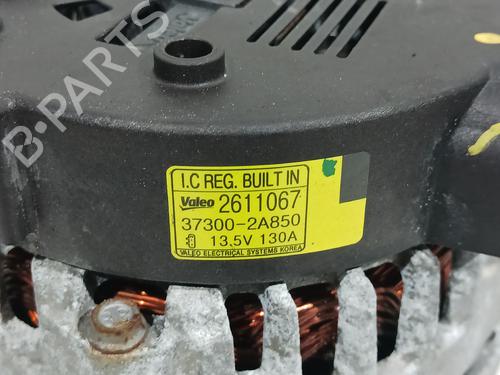 B-PARTS
I.C REG. BUILT IN
Valeo 2611067
37300-2A850
13,5V 130A
VALEO ELECTRICAL SYSTEMS KOREA